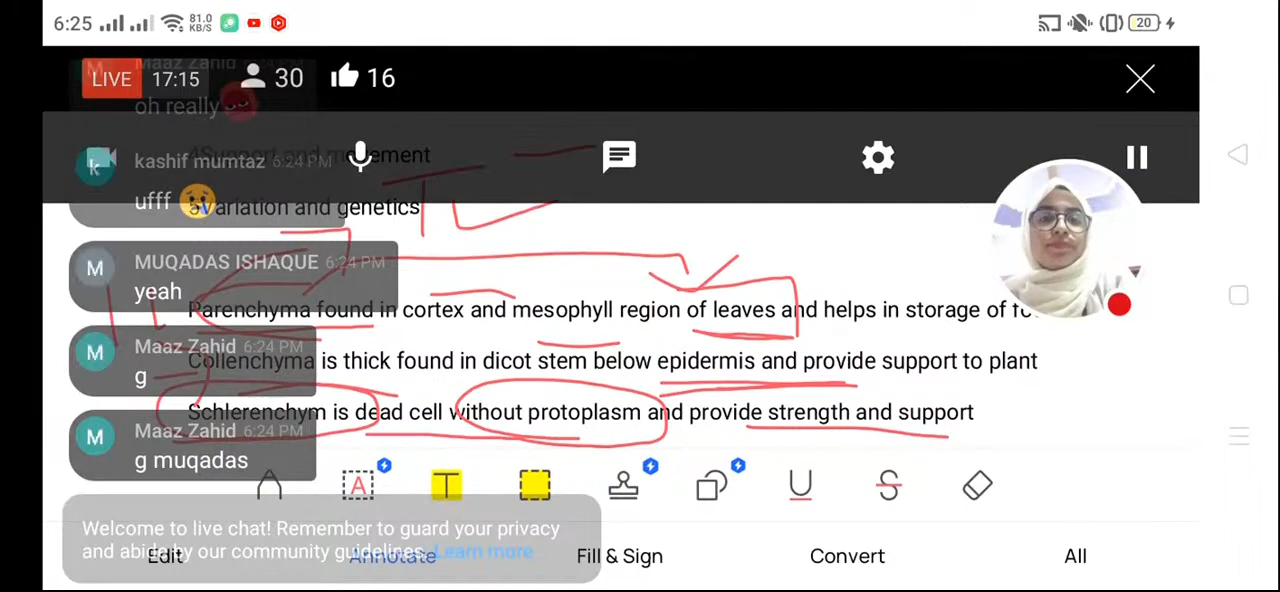 6:25 81.0 KB/S 20
Maaz Zahid
LIVE 17:15 30 16
oh really
4Support and movement
kashif mumtaz 6:24 PM
ufff
variation and genetics
MUQADAS ISHAQUE 6:24 PM
yeah
Parenchyma found in cortex and mesophyll region of leaves and helps in storage of
Maaz Zahid 6:24 PM
Collenchyma is thick found in dicot stem below epidermis and provide support to plant
g
Schlerenchym is dead cell without protoplasm and provide strength and support
Maaz Zahid 6:24 PM
g muqadas
A T U S
Welcome to live chat! Remember to guard your privacy
and abide by our community guidelines. Learn more
Edit Annotate Fill & Sign Convert All